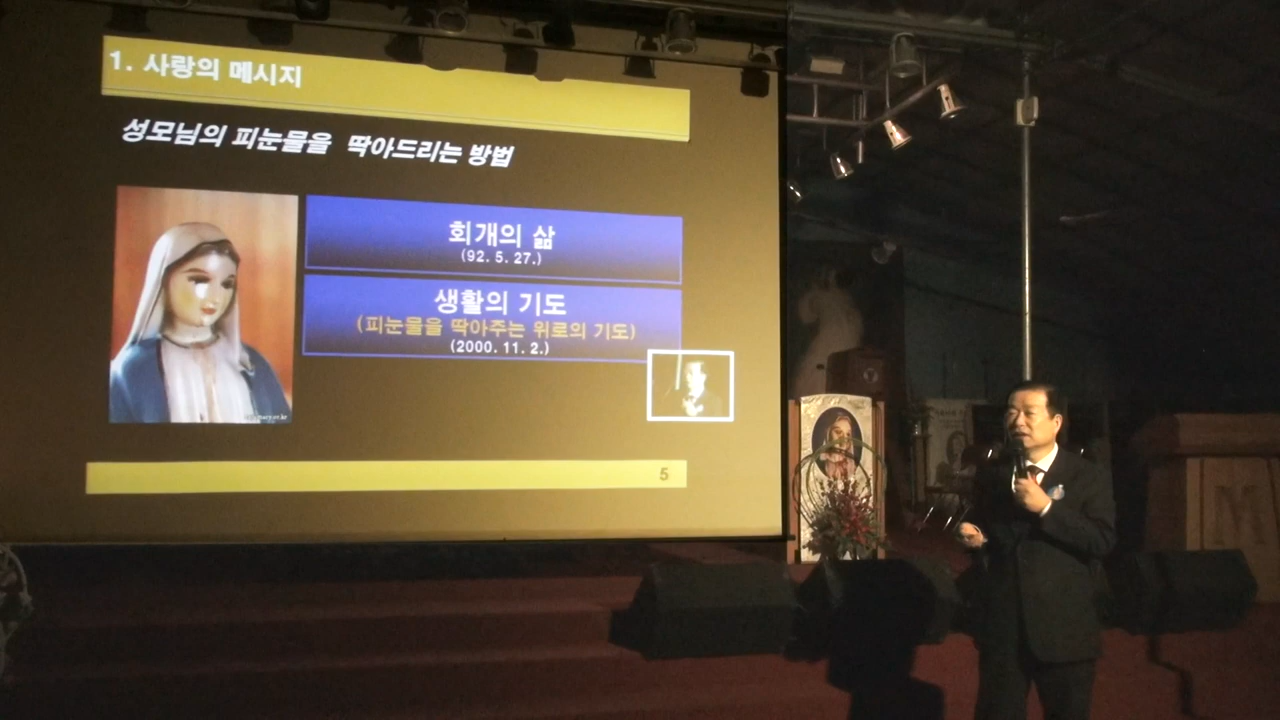 1. 사랑의 메시지
성모님의 피눈물을 딱아드리는 방법
회개의 삶
(92. 5. 27.)
생활의 기도
(피눈물을 딱아주는 위로의 기도)
(2000. 11. 2.)
5
M